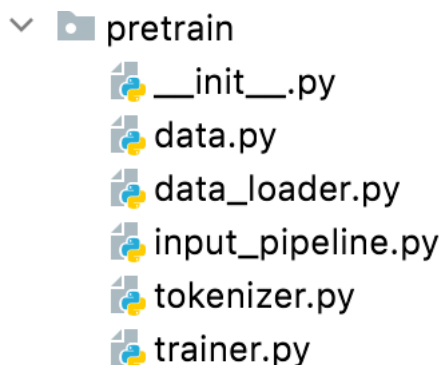 pretrain
__init__.py
data.py
data_loader.py
input_pipeline.py
tokenizer.py
trainer.py